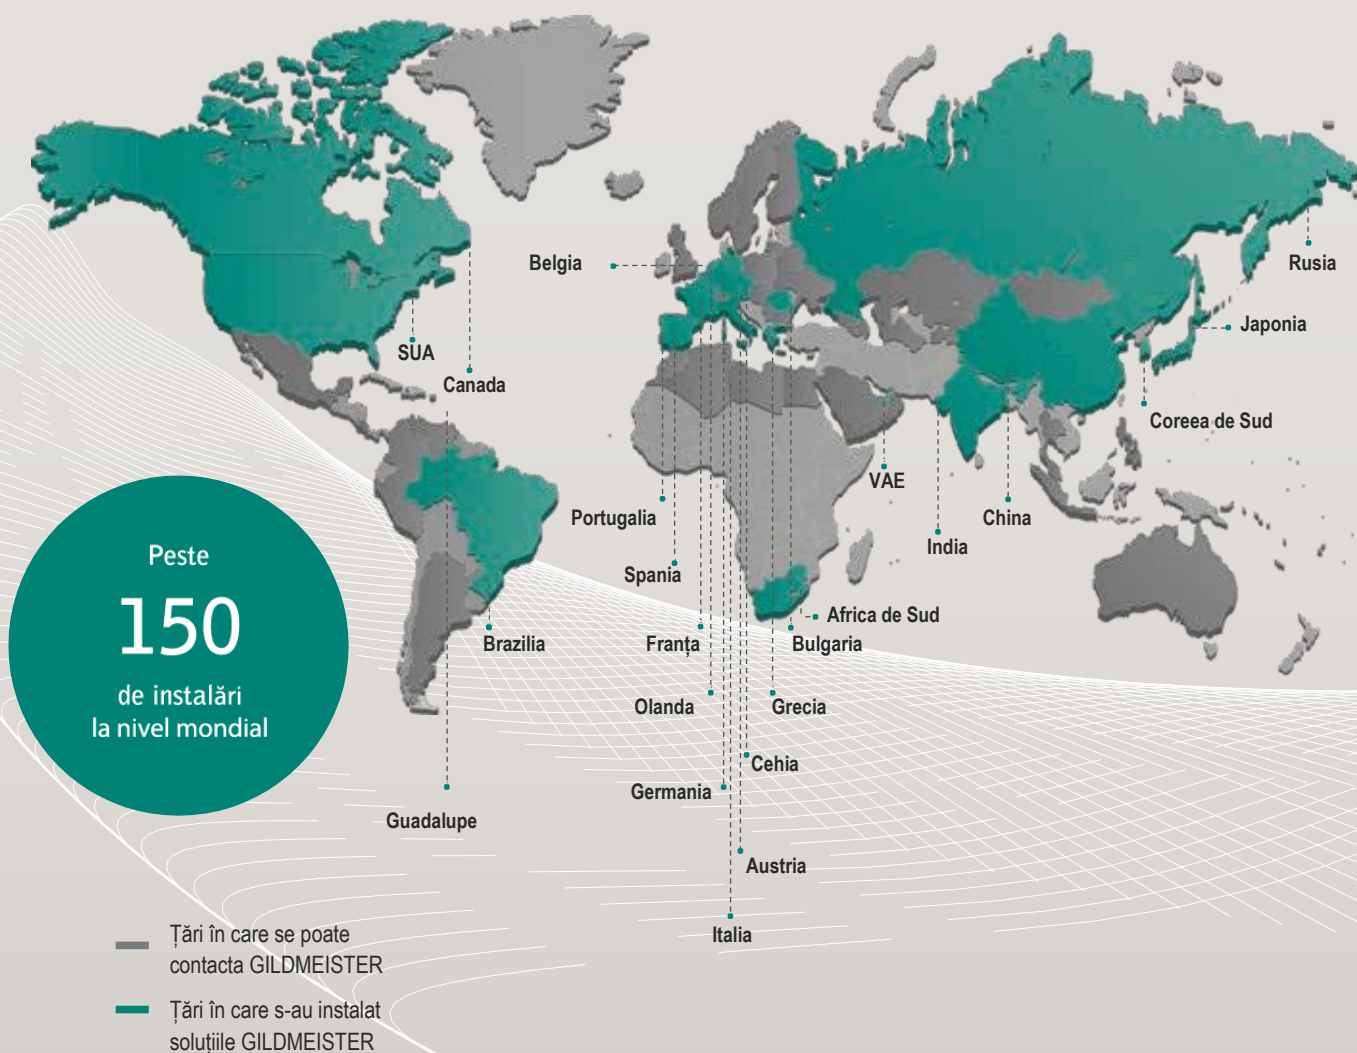 Belgia
Rusia
Japonia
SUA
Canada
Coreea de Sud
VAE
Portugalia
China
India
Spania
Africa de Sud
Brazilia
Franța
Bulgaria
Olanda
Grecia
Cehia
Germania
Guadalupe
Austria
Italia
Peste
150
de instalări
la nivel mondial
Țări în care se poate
contacta GILDMEISTER
Țări în care s-au instalat
soluțiile GILDMEISTER